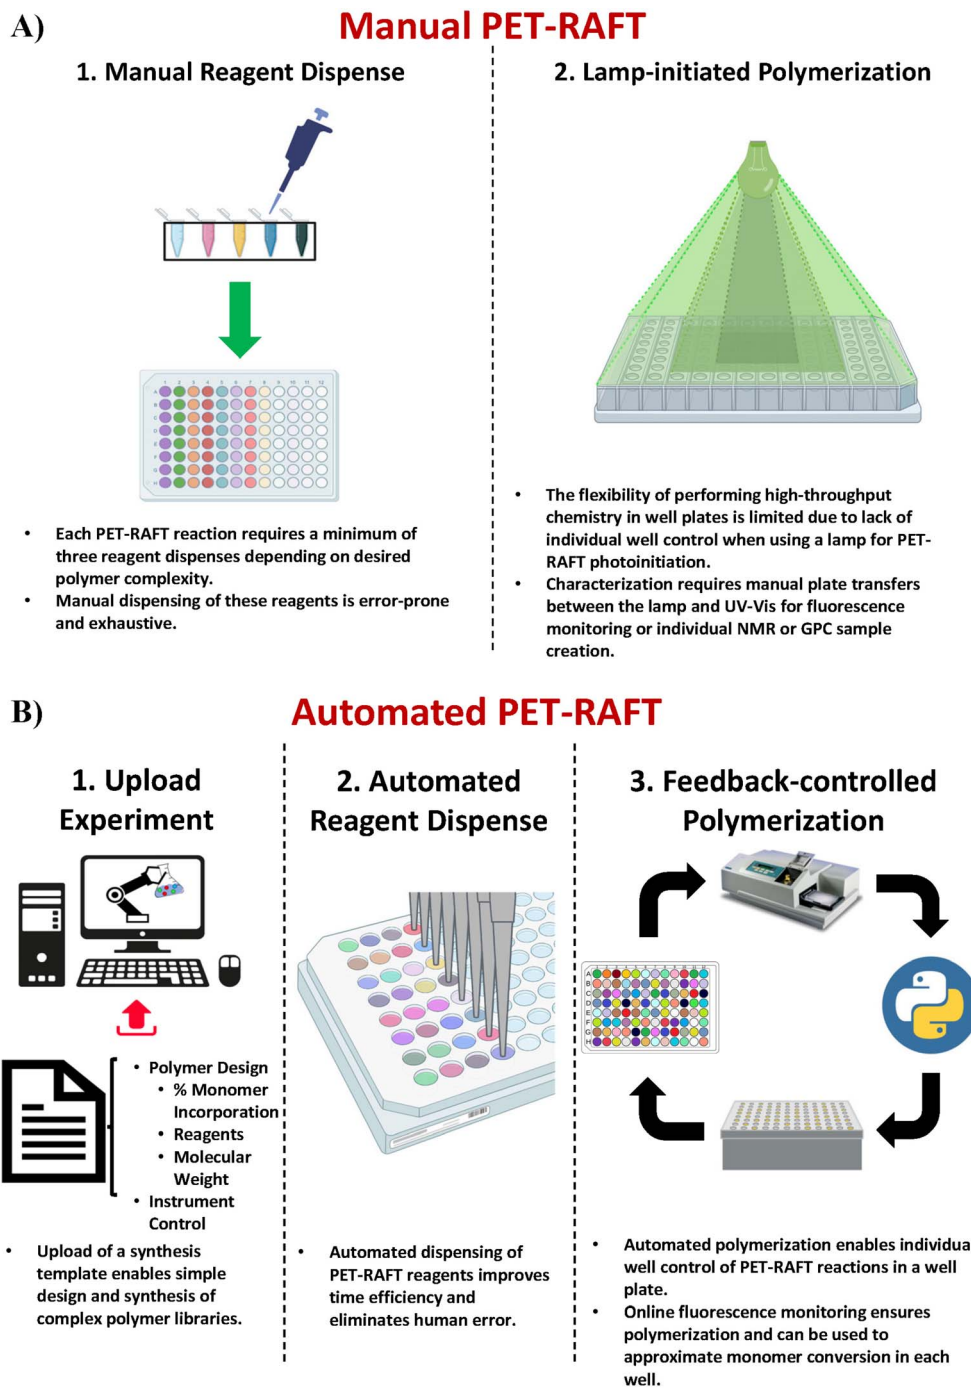 A)
Manual PET-RAFT
1. Manual Reagent Dispense
• Each PET-RAFT reaction requires a minimum of
three reagent dispenses depending on desired
polymer complexity.
• Manual dispensing of these reagents is error-prone
and exhaustive.
2. Lamp-initiated Polymerization
• The flexibility of performing high-throughput
chemistry in well plates is limited due to lack of
individual well control when using a lamp for PET-
RAFT photoinitiation.
• Characterization requires manual plate transfers
between the lamp and UV-Vis for fluorescence
monitoring or individual NMR or GPC sample
creation.
B)
Automated PET-RAFT
1. Upload
Experiment
• Polymer Design
• % Monomer
Incorporation
• Reagents
• Molecular
Weight
• Instrument
Control
• Upload of a synthesis
template enables simple
design and synthesis of
complex polymer libraries.
2. Automated
Reagent Dispense
• Automated dispensing of
PET-RAFT reagents improves
time efficiency and
eliminates human error.
3. Feedback-controlled
Polymerization
• Automated polymerization enables individua
well control of PET-RAFT reactions in a well
plate.
• Online fluorescence monitoring ensures
polymerization and can be used to
approximate monomer conversion in each
well.